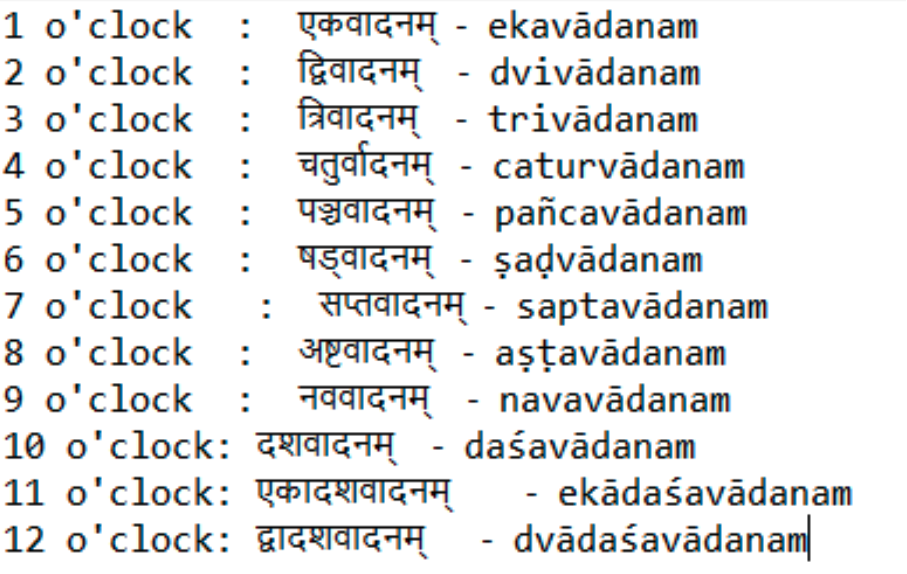 1 o'clock : एकवादनम् - ekavādanam
2 o'clock : द्विवादनम् - dvivādanam
3 o'clock : त्रिवादनम् - trivādanam
4 o'clock : चतुर्वादनम् - caturvādanam
5 o'clock : पञ्चवादनम् - pañcavādanam
6 o'clock : षड्वादनम् - ṣaḍvādanam
7 o'clock : सप्तवादनम् - saptavādanam
8 o'clock : अष्टवादनम् - aṣṭavādanam
9 o'clock : नववादनम् - navavādanam
10 o'clock: दशवादनम् - daśavādanam
11 o'clock: एकादशवादनम् - ekādaśavādanam
12 o'clock: द्वादशवादनम् - dvādaśavādanam